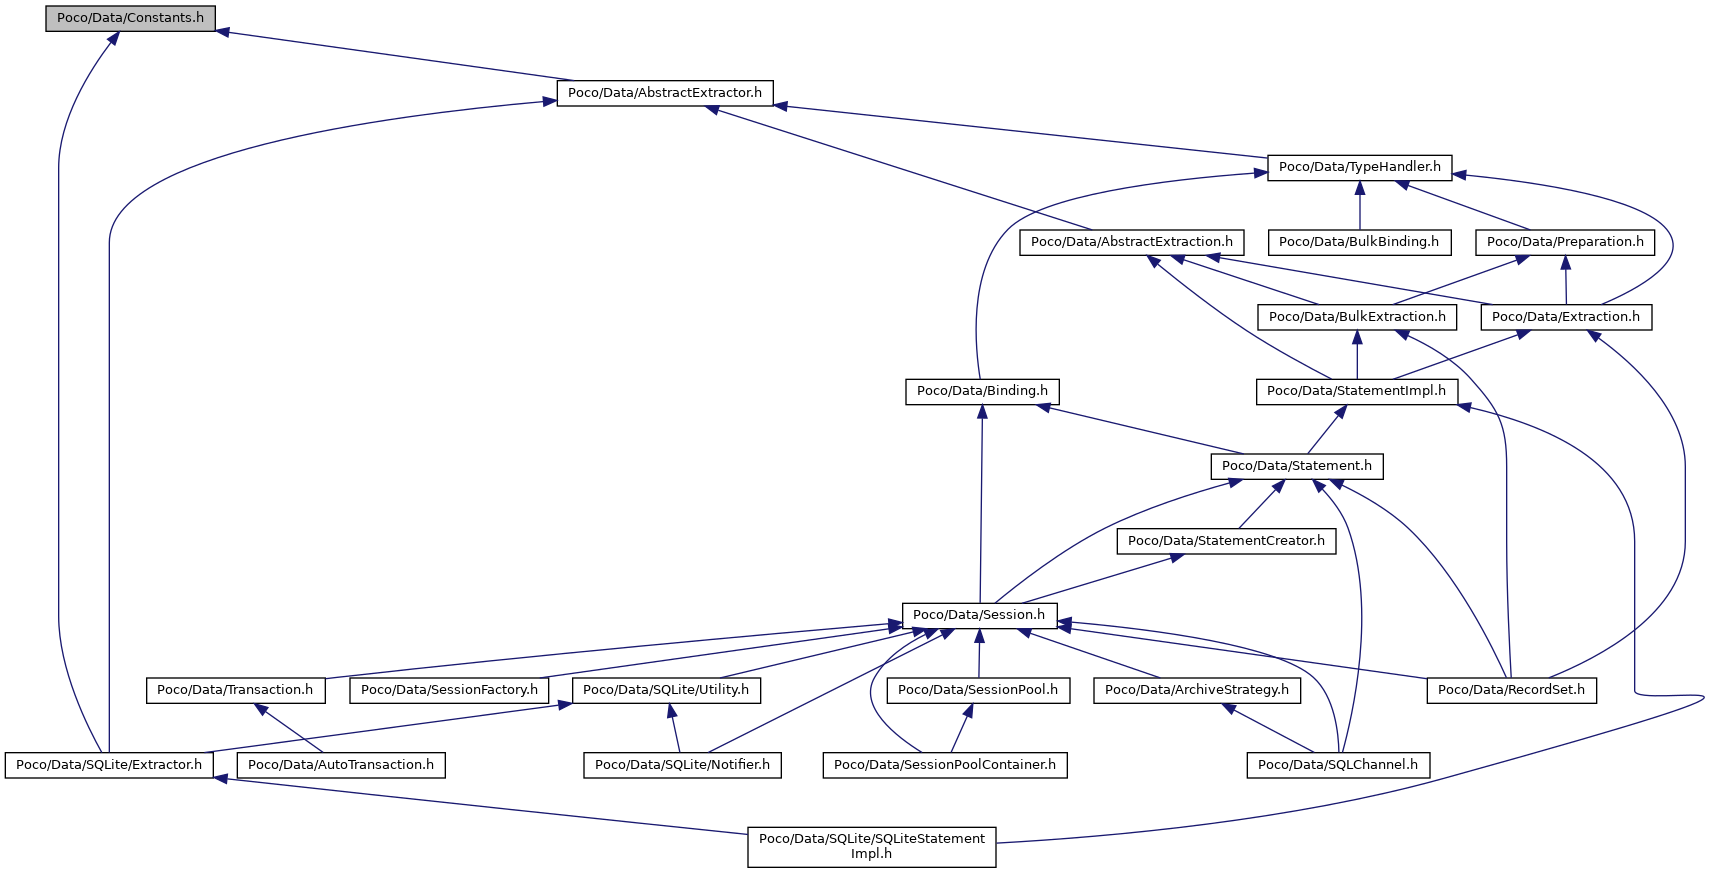 Poco/Data/Constants.h
Poco/Data/AbstractExtractor.h
Poco/Data/TypeHandler.h
Poco/Data/AbstractExtraction.h
Poco/Data/BulkBinding.h
Poco/Data/Preparation.h
Poco/Data/BulkExtraction.h
Poco/Data/Extraction.h
Poco/Data/Binding.h
Poco/Data/StatementImpl.h
Poco/Data/Statement.h
Poco/Data/StatementCreator.h
Poco/Data/Session.h
Poco/Data/Transaction.h
Poco/Data/SessionFactory.h
Poco/Data/SQLite/Utility.h
Poco/Data/SessionPool.h
Poco/Data/ArchiveStrategy.h
Poco/Data/RecordSet.h
Poco/Data/SQLite/Extractor.h
Poco/Data/AutoTransaction.h
Poco/Data/SQLite/Notifier.h
Poco/Data/SessionPoolContainer.h
Poco/Data/SQLChannel.h
Poco/Data/SQLite/SQLiteStatement
Impl.h